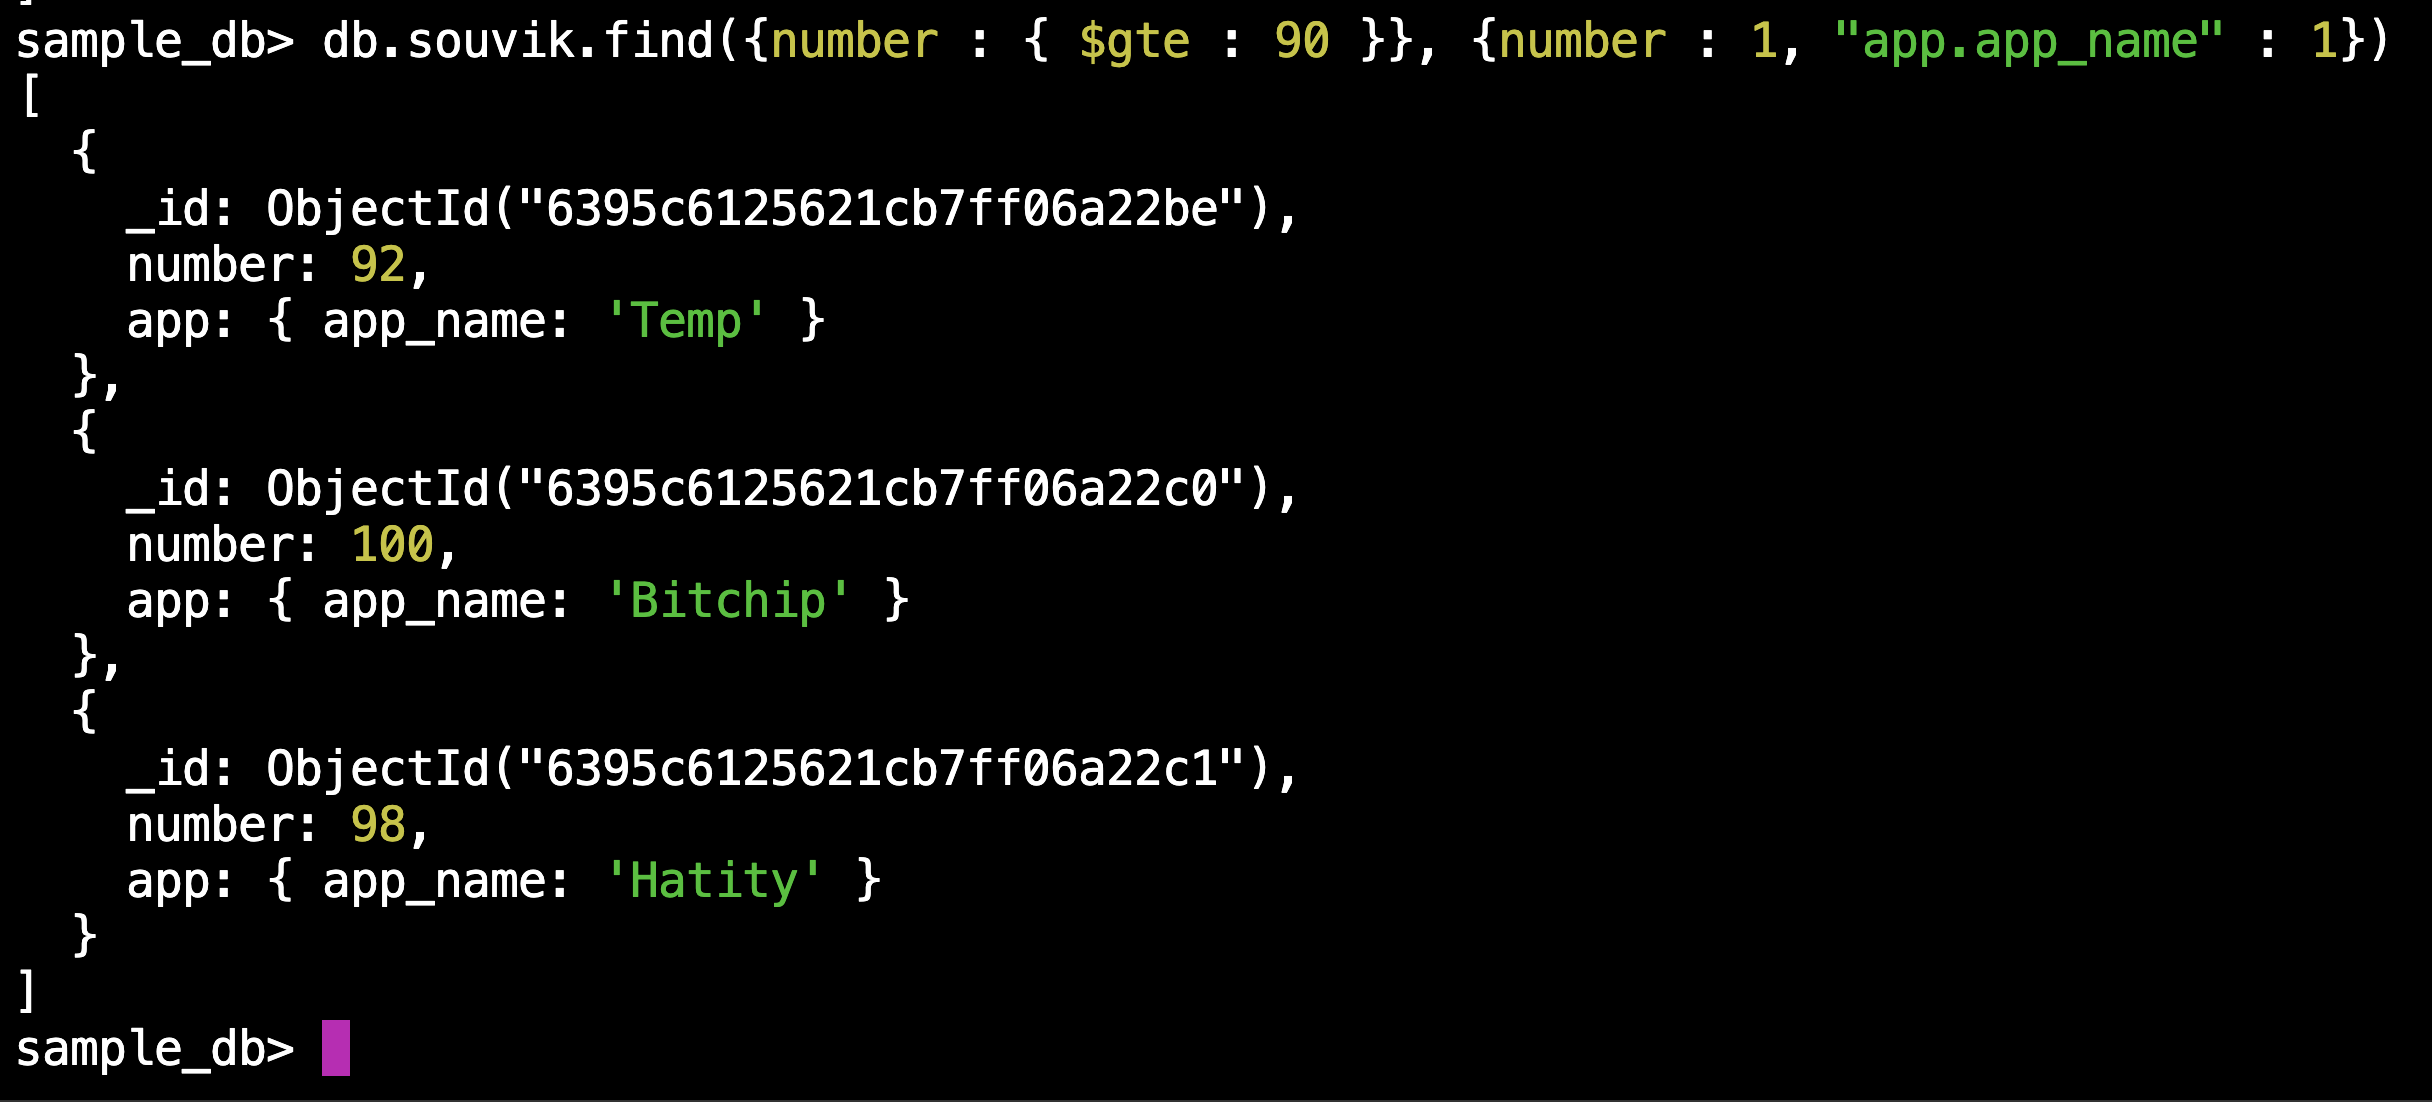 sample_db> db.souvik.find({number : { $gte : 90 }}, {number : 1, "app.app_name" : 1})
[
  {
    _id: ObjectId("6395c6125621cb7ff06a22be"),
    number: 92,
    app: { app_name: 'Temp' }
  },
  {
    _id: ObjectId("6395c6125621cb7ff06a22c0"),
    number: 100,
    app: { app_name: 'Bitchip' }
  },
  {
    _id: ObjectId("6395c6125621cb7ff06a22c1"),
    number: 98,
    app: { app_name: 'Hatity' }
  }
]
sample_db>